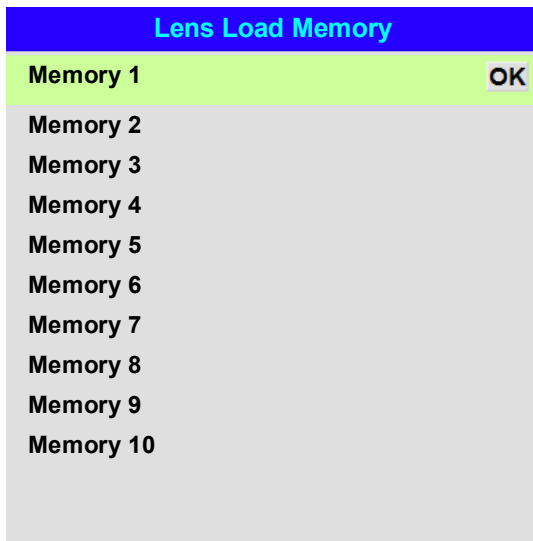 Lens Load Memory
Memory 1 OK
Memory 2
Memory 3
Memory 4
Memory 5
Memory 6
Memory 7
Memory 8
Memory 9
Memory 10